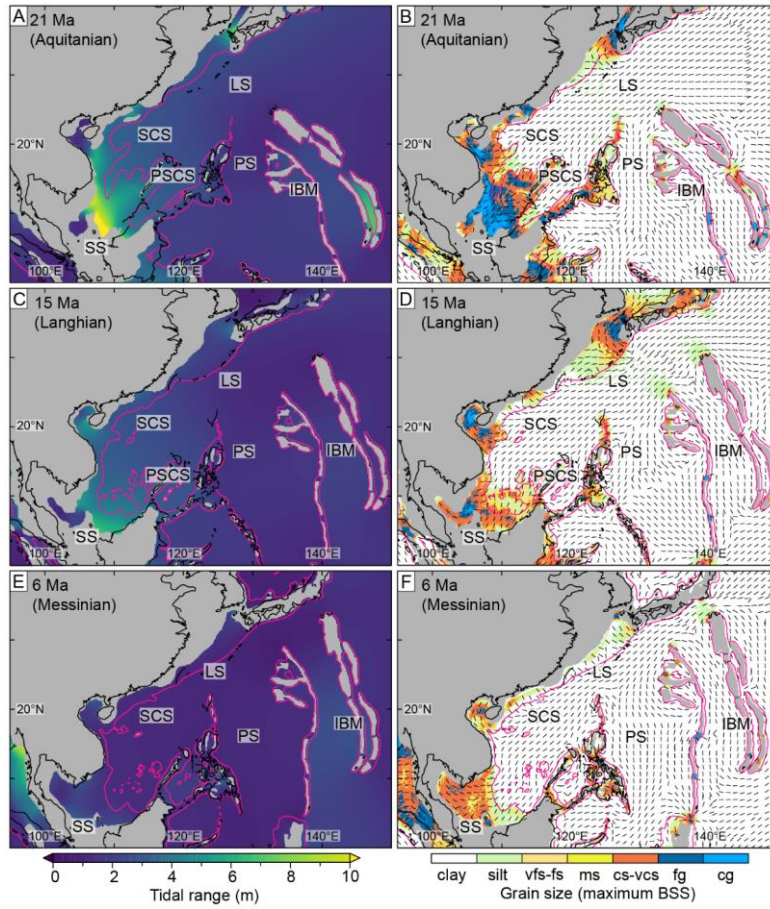 A 21 Ma
(Aquitanian)
LS
20°N
SCS
PSCS
PS
IBM
SS
100°E
120°E
140°E
B 21 Ma
(Aquitanian)
LS
20°N
SCS
PSCS
PS
IBM
SS
100°E
120°E
140°E
C 15 Ma
(Langhian)
LS
20°N
SCS
PSCS
PS
IBM
SS
100°E
120°E
140°E
D 15 Ma
(Langhian)
LS
20°N
SCS
PSCS
PS
IBM
SS
100°E
120°E
140°E
E 6 Ma
(Messinian)
LS
20°N
SCS
PS
IBM
SS
100°E
120°E
140°E
F 6 Ma
(Messinian)
LS
20°N
SCS
PS
IBM
SS
100°E
120°E
140°E
0 2 4 6 8 10
Tidal range (m)
clay silt vfs-fs ms cs-vcs fg cg
Grain size (maximum BSS)